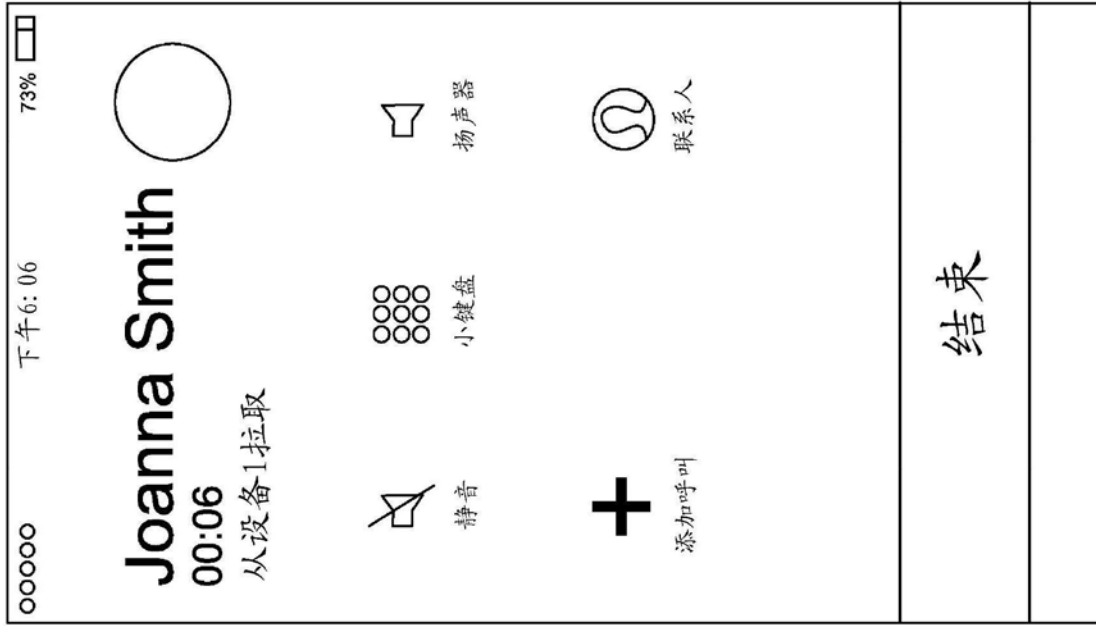 下午6:06 73%
Joanna Smith
00:06
从设备1拉取
静音 小键盘 扬声器
添加呼叫 联系人
结束